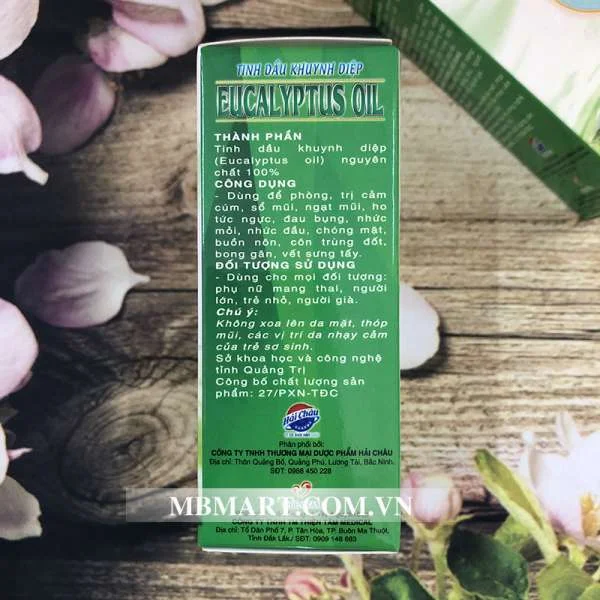 TINH DẦU KHUYNH DIỆP
EUCALYPTUS OIL
THÀNH PHẦN
Tinh dầu khuynh diệp
(Eucalyptus oil) nguyên
chất 100%
CÔNG DỤNG
- Dùng để phòng, trị cảm
cúm, sổ mũi, ngạt mũi, ho
tức ngực, đau bụng, nhức
mỏi, nhức đầu, chóng mặt,
buồn nôn, côn trùng đốt,
bong gân, vết sưng tấy.
ĐỐI TƯỢNG SỬ DỤNG
- Dùng cho mọi đối tượng:
phụ nữ mang thai, người
lớn, trẻ nhỏ, người già.
Chú ý:
Không xoa lên da mặt, thóp
mũi, các vị trí da nhạy cảm
của trẻ sơ sinh.
Sở khoa học và công nghệ
tỉnh Quảng Trị
Công bố chất lượng sản
phẩm: 27/PXN-TĐC
Hải Châu
Phân phối bởi:
CÔNG TY TNHH THƯƠNG MẠI DƯỢC PHẨM HẢI CHÂU
Địa chỉ: Thôn Quảng Bố, Quảng Phú, Lương Tài, Bắc Ninh.
SĐT: 0968 450 228
MBMART.COM.VN
CÔNG TY TNHH TM THIỆN TÂM MEDICAL
Địa chỉ: Tổ Dân Phố 7, P. Tân Hòa, TP. Buôn Ma Thuột,
Tỉnh Đắk Lắk./ SĐT: 0909 148 683